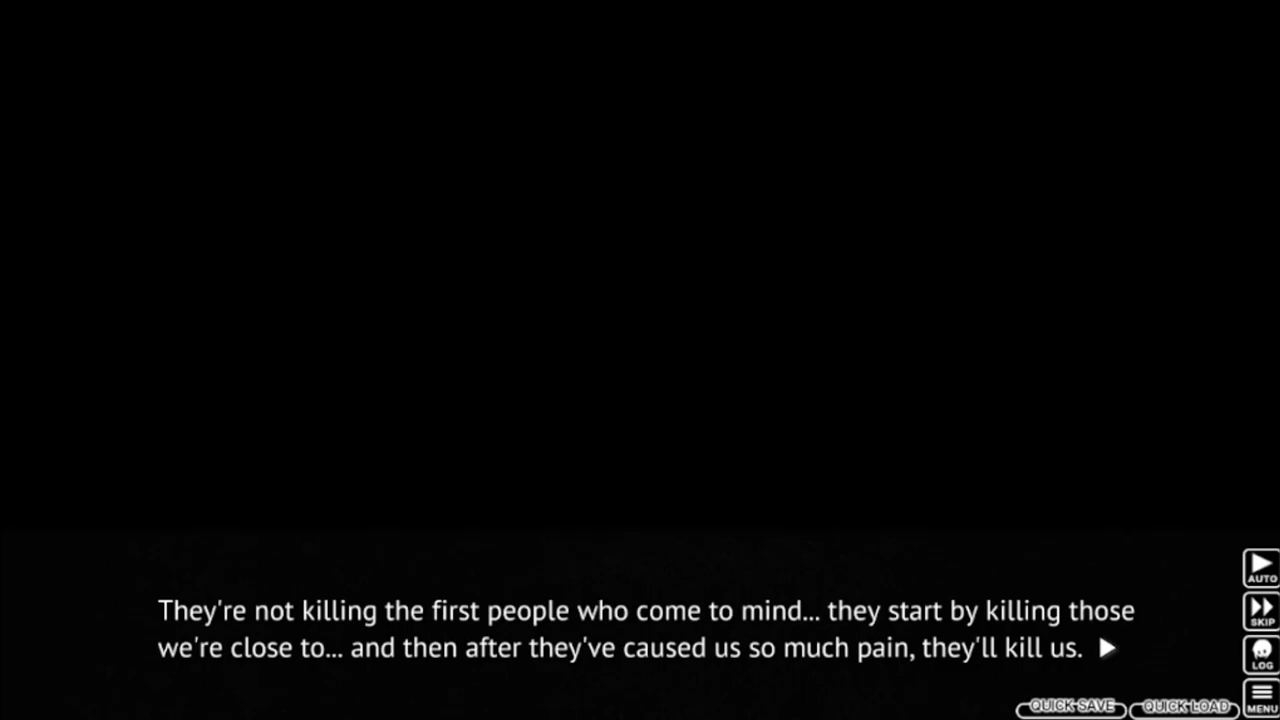 They're not killing the first people who come to mind... they start by killing those
we're close to... and then after they've caused us so much pain, they'll kill us.
AUTO
SKIP
LOG
MENU
QUICK SAVE QUICK LOAD